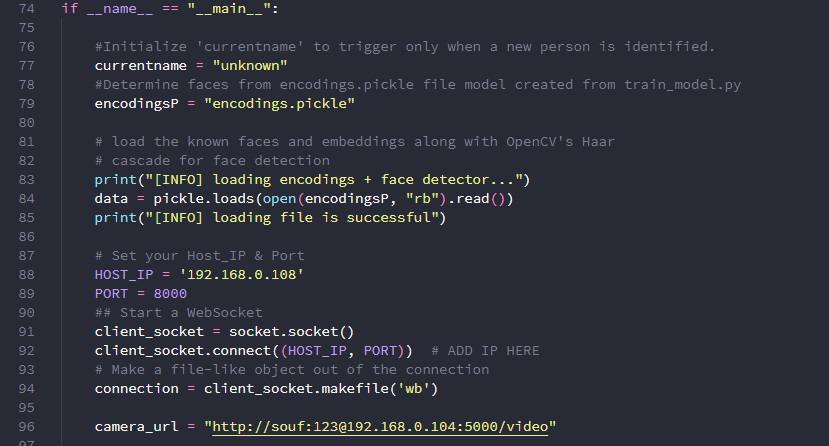 74 if __name__ == "__main__":
75
76 #Initialize 'currentname' to trigger only when a new person is identified.
77 currentname = "unknown"
78 #Determine faces from encodings.pickle file model created from train_model.py
79 encodingsP = "encodings.pickle"
80
81 # load the known faces and embeddings along with OpenCV's Haar
82 # cascade for face detection
83 print("[INFO] loading encodings + face detector...")
84 data = pickle.loads(open(encodingsP, "rb").read())
85 print("[INFO] loading file is successful")
86
87 # Set your Host_IP & Port
88 HOST_IP = '192.168.0.108'
89 PORT = 8000
90 ## Start a WebSocket
91 client_socket = socket.socket()
92 client_socket.connect((HOST_IP, PORT))  # ADD IP HERE
93 # Make a file-like object out of the connection
94 connection = client_socket.makefile('wb')
95
96 camera_url = "http://souf:123@192.168.0.104:5000/video"
97